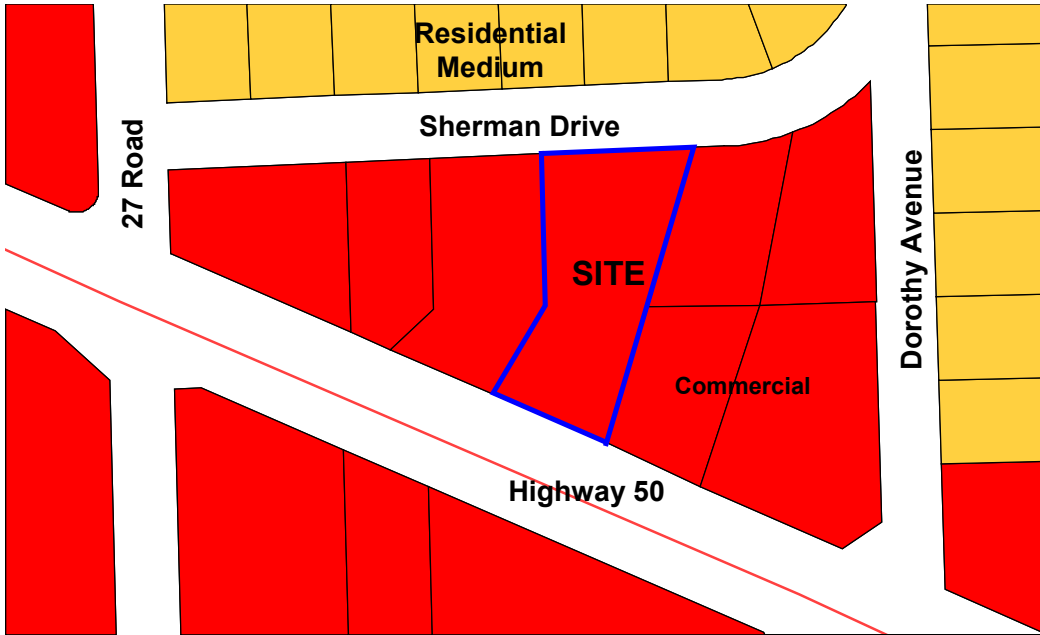 Residential
Medium
Sherman Drive
27 Road
Dorothy Avenue
SITE
Commercial
Highway 50